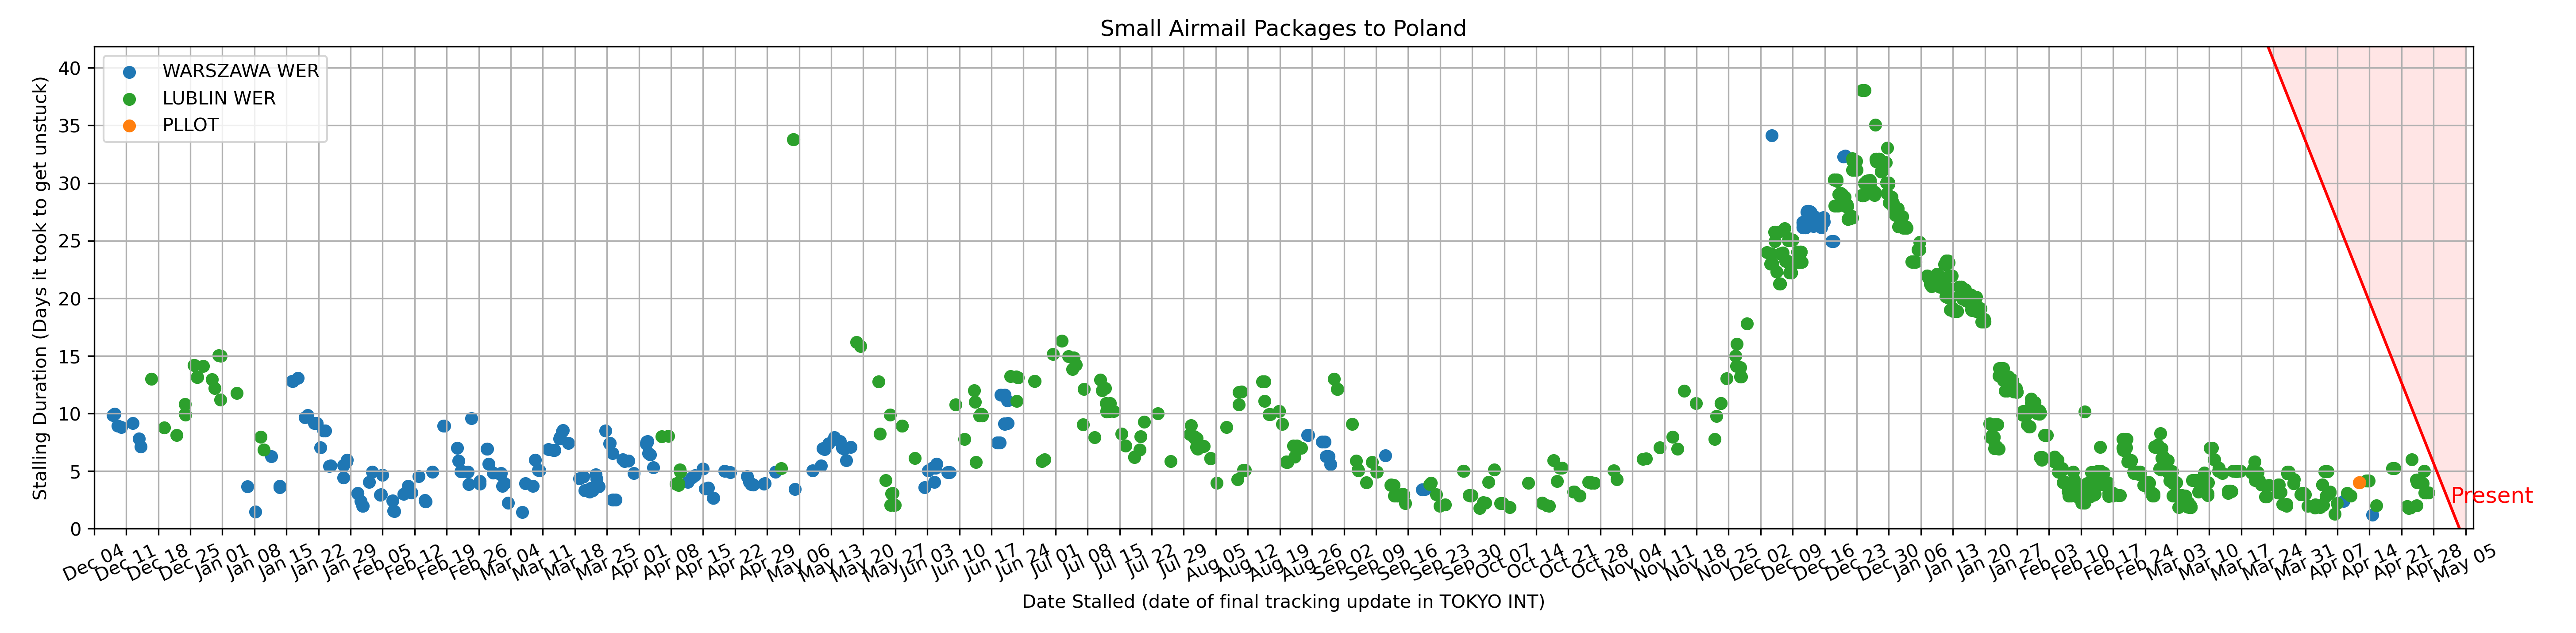 Small Airmail Packages to Poland
Stalling Duration (Days it took to get unstuck)
40
35
30
25
20
15
10
5
0
WARSZAWA WER
LUBLIN WER
PLLOT
Present
Dec 04
Dec 11
Dec 18
Dec 25
Jan 01
Jan 08
Jan 15
Jan 22
Jan 29
Feb 05
Feb 12
Feb 19
Feb 26
Mar 04
Mar 11
Mar 18
Mar 25
Apr 01
Apr 08
Apr 15
Apr 22
Apr 29
May 06
May 13
May 20
May 27
Jun 03
Jun 10
Jun 17
Jun 24
Jul 01
Jul 08
Jul 15
Jul 22
Jul 29
Aug 05
Aug 12
Aug 19
Aug 26
Sep 02
Sep 09
Sep 16
Sep 23
Sep 30
Oct 07
Oct 14
Oct 21
Oct 28
Nov 04
Nov 11
Nov 18
Nov 25
Dec 02
Dec 09
Dec 16
Dec 23
Dec 30
Jan 06
Jan 13
Jan 20
Jan 27
Feb 03
Feb 10
Feb 17
Feb 24
Mar 03
Mar 10
Mar 17
Mar 24
Mar 31
Apr 07
Apr 14
Apr 21
Apr 28
May 05
Date Stalled (date of final tracking update in TOKYO INT)